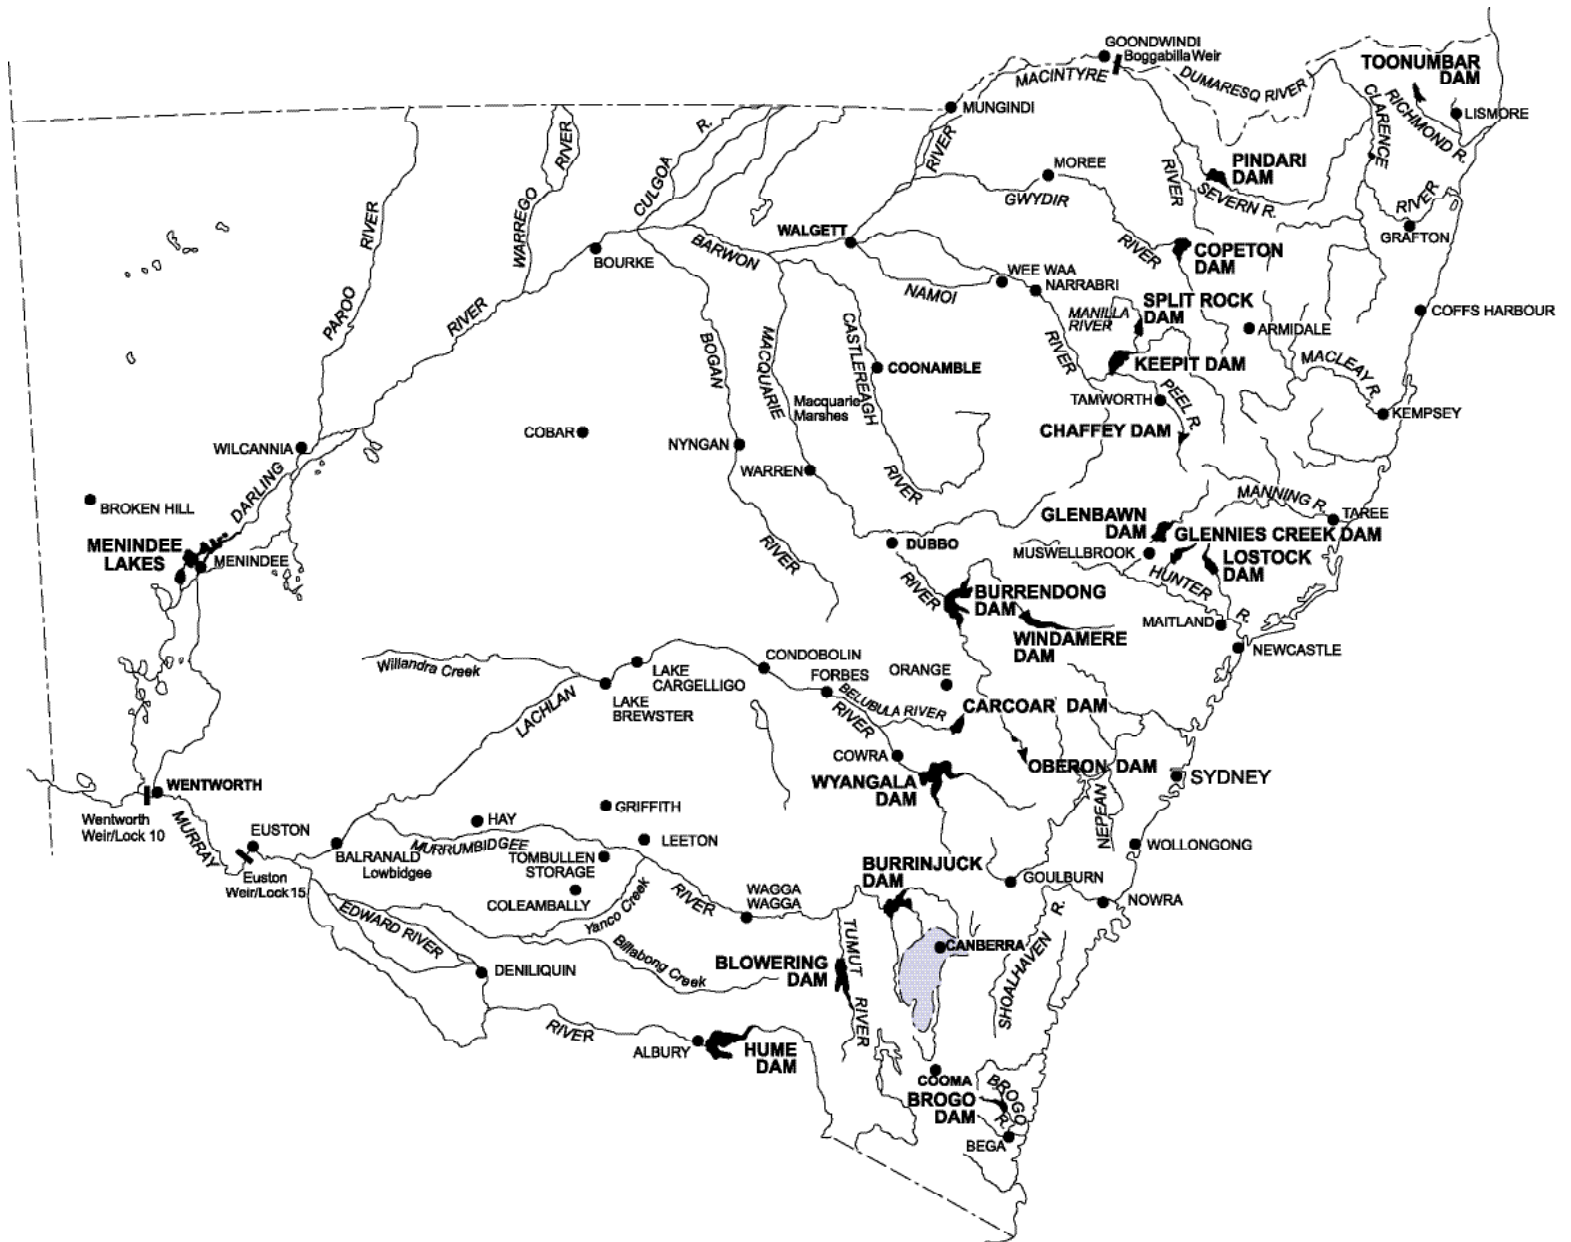 GOONDWINDI
Boggabilla Weir
MACINTYRE
DUMARESQ RIVER
TOONUMBAR
DAM
CLARENCE
RICHMOND R.
LISMORE
MUNGINDI
RIVER
RIVER
R.
CULGOA
MOREE
GWYDIR
RIVER
PINDARI
DAM
SEVERN R.
RIVER
GRAFTON
WARREGO
RIVER
PAROO
WALGETT
BARWON
BOURKE
RIVER
COPETON
DAM
WEE WAA
NARRABRI
NAMOI
SPLIT ROCK
DAM
MANILLA
RIVER
COFFS HARBOUR
ARMIDALE
RIVER
BOGAN
MACQUARIE
CASTLEREAGH
RIVER
KEEPIT DAM
MACLEAY R.
COONAMBLE
Macquarie
Marshes
TAMWORTH
PEEL R.
KEMPSEY
CHAFFEY DAM
COBAR
NYNGAN
WILCANNIA
WARREN
DARLING
RIVER
MANNING R.
BROKEN HILL
GLENBAWN
DAM
TAREE
GLENNIES CREEK DAM
MENINDEE
LAKES
MENINDEE
RIVER
DUBBO
MUSWELLBROOK
LOSTOCK
DAM
HUNTER
R.
RIVER
BURRENDONG
DAM
WINDAMERE
DAM
MAITLAND
NEWCASTLE
Willandra Creek
LAKE
CARGELLIGO
CONDOBOLIN
FORBES
ORANGE
LACHLAN
LAKE
BREWSTER
BELUBULA RIVER
RIVER
CARCOAR DAM
COWRA
WYANGALA
DAM
OBERON DAM
SYDNEY
WENTWORTH
Wentworth
Weir/Lock 10
MURRAY
GRIFFITH
HAY
NEPEAN
EUSTON
MURRUMBIDGEE
LEETON
WOLLONGONG
BALRANALD
Lowbidgee
TOMBULLEN
STORAGE
Euston
Weir/Lock 15
BURRINJUCK
DAM
GOULBURN
COLEAMBALLY
Yanco Creek
RIVER
WAGGA
WAGGA
NOWRA
EDWARD RIVER
Billabong Creek
TUMUT
RIVER
CANBERRA
SHOALHAVEN
R.
DENILIQUIN
BLOWERING
DAM
RIVER
ALBURY
HUME
DAM
COOMA
BROGO
DAM
BROGO
R.
BEGA